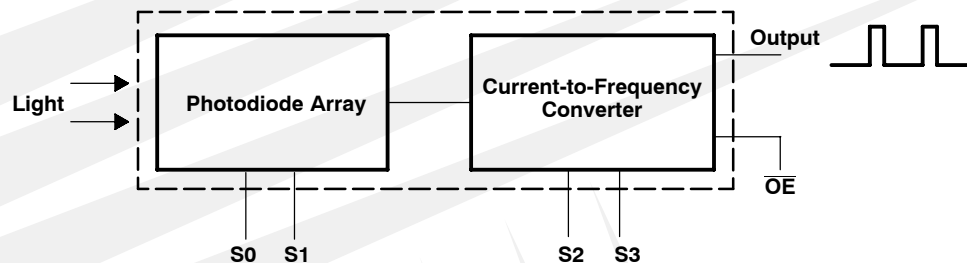 Output
Light
Photodiode Array
Current-to-Frequency
Converter
OE
S0 S1 S2 S3